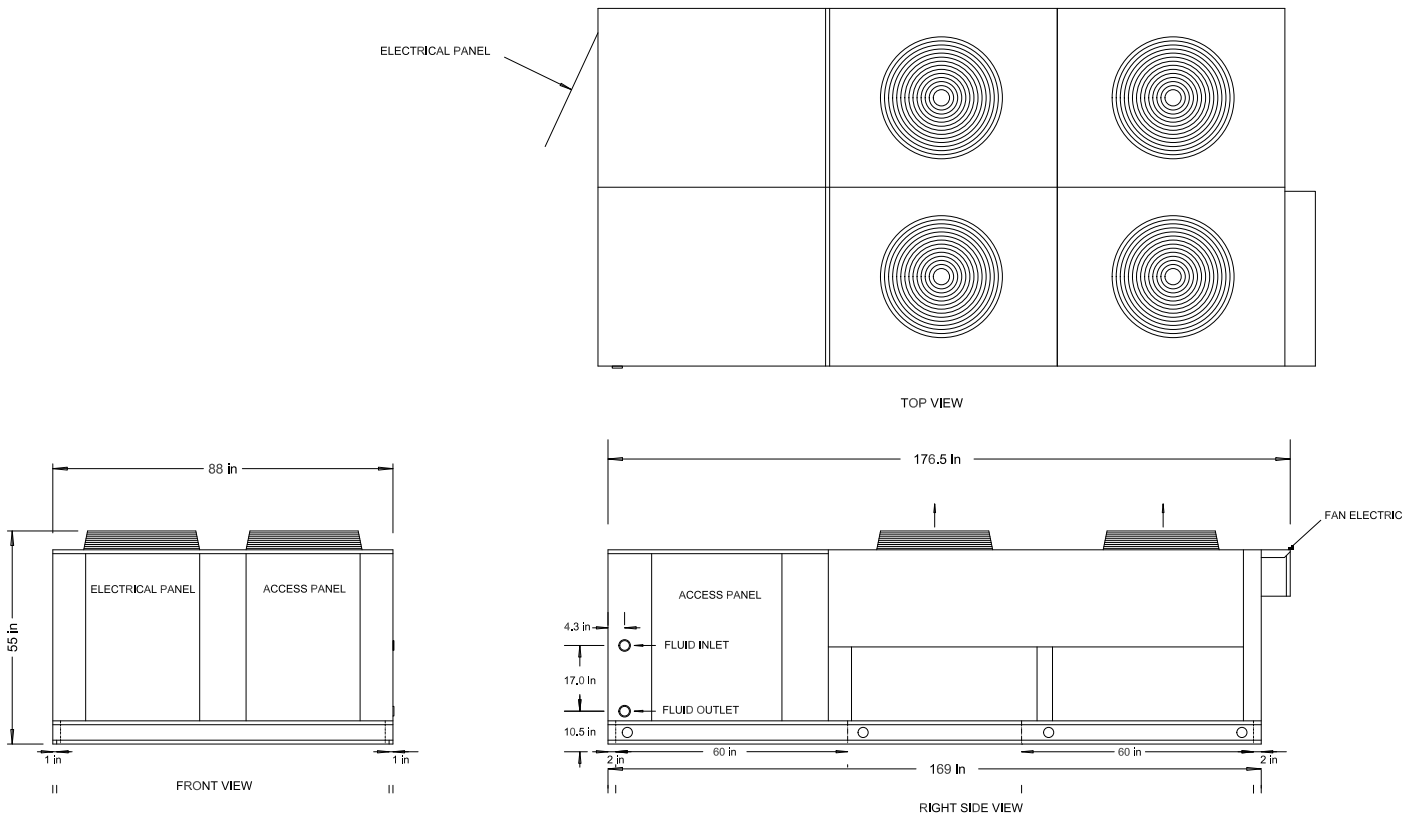 ELECTRICAL PANEL
TOP VIEW
88 in
55 in
ELECTRICAL PANEL
ACCESS PANEL
1 in
1 in
FRONT VIEW
176.5 in
FAN ELECTRIC
ACCESS PANEL
4.3 in
FLUID INLET
17.0 in
FLUID OUTLET
10.5 in
2 in
60 in
60 in
2 in
169 in
RIGHT SIDE VIEW